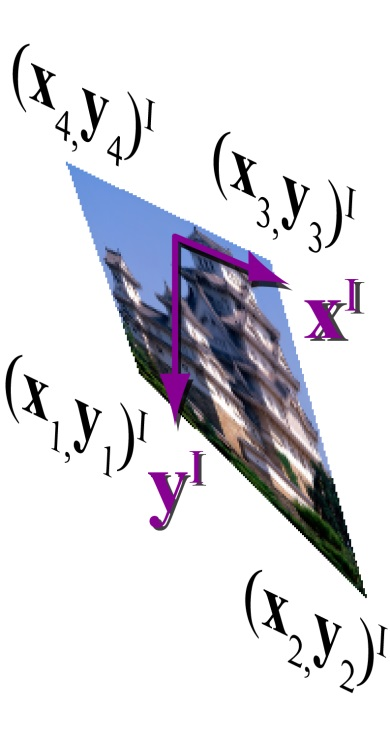 (x₄,y₄)ᴵ
(x₃,y₃)ᴵ
xᴵ
(x₁,y₁)ᴵ
yᴵ
(x₂,y₂)ᴵ